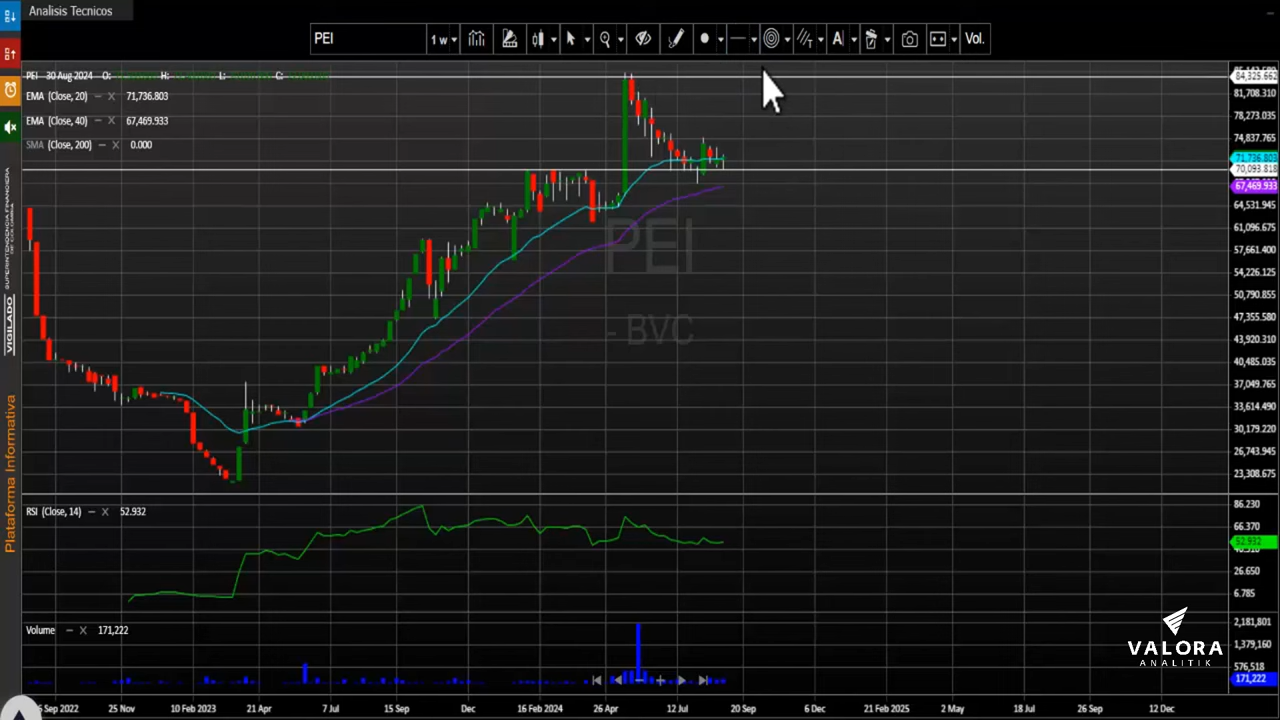 Analisis Tecnicos
PEI
1 w
A
Vol.
PEI - 30 Aug 2024 O: H: L: C:
EMA (Close, 20) – X 71,736.803
EMA (Close, 40) – X 67,469.933
SMA (Close, 200) – X 0.000
84,325.662
81,708.310
78,273.035
74,837.765
71,736.803
70,093.818
67,469.933
64,531.945
61,096.675
57,661.400
54,226.125
50,790.855
47,355.580
43,920.310
40,485.035
37,049.765
33,614.490
30,179.220
26,743.945
23,308.675
PEI
- BVC
RSI (Close, 14) – X 52.932
86.230
66.370
52.932
26.650
6.785
Volume – X 171,222
2,181,801
1,379,160
576,518
171,222
Sep 2022 25 Nov 10 Feb 2023 21 Apr 7 Jul 15 Sep Dec 16 Feb 2024 26 Apr 12 Jul 20 Sep 6 Dec 21 Feb 2025 2 May 18 Jul 26 Sep 12 Dec
VIGILADO
SUPERINTENDENCIA FINANCIERA
DE COLOMBIA
Plataforma Informativa
VALORA
ANALITIK